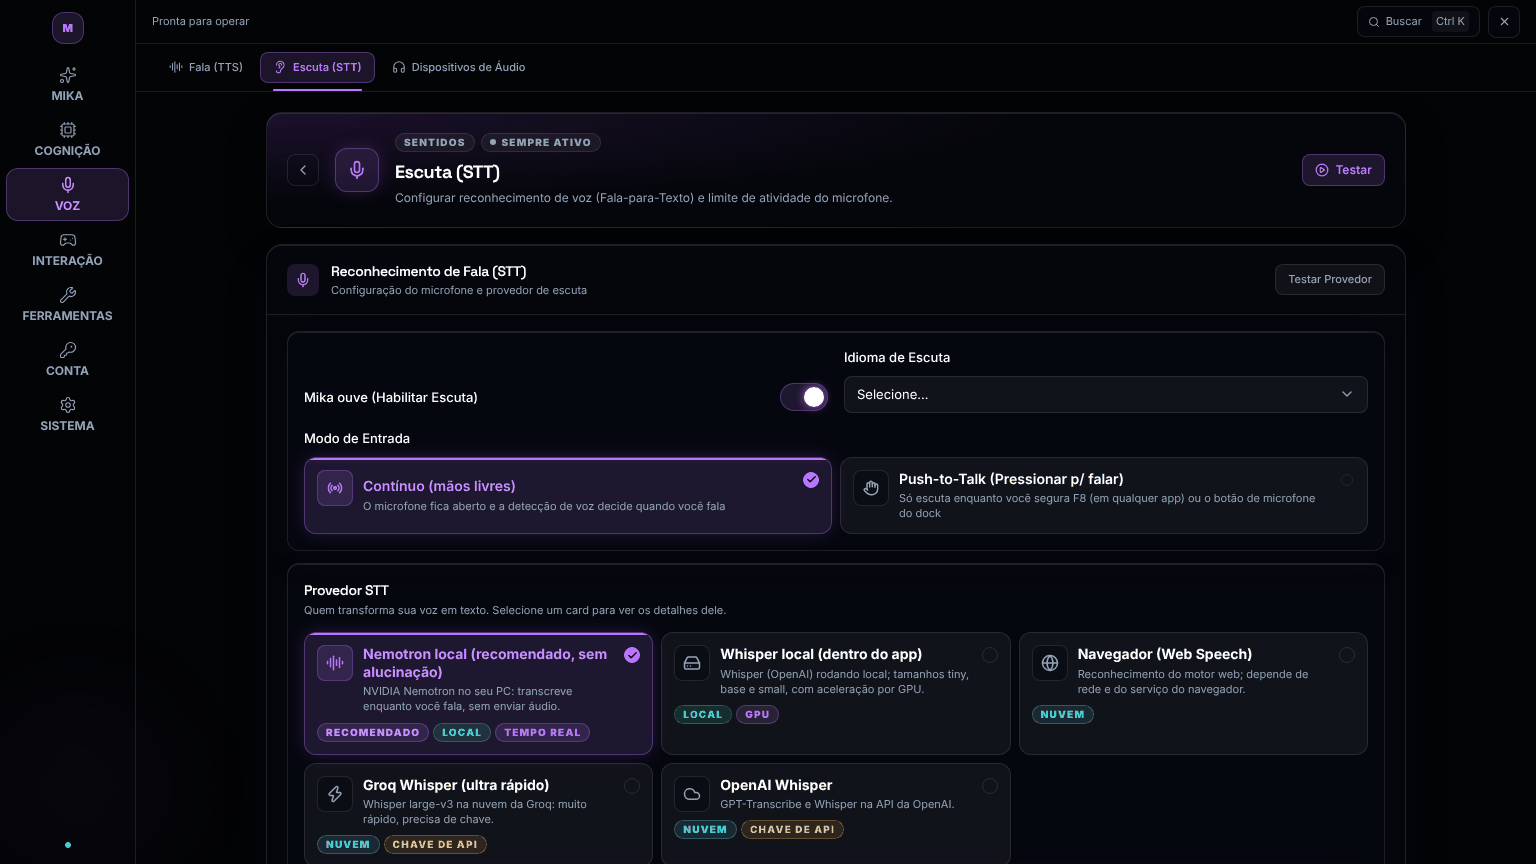 M
Pronta para operar
Buscar Ctrl K
MIKA
COGNIÇÃO
VOZ
INTERAÇÃO
FERRAMENTAS
CONTA
SISTEMA
Fala (TTS)
Escuta (STT)
Dispositivos de Áudio
SENTIDOS
SEMPRE ATIVO
Escuta (STT)
Configurar reconhecimento de voz (Fala-para-Texto) e limite de atividade do microfone.
Testar
Reconhecimento de Fala (STT)
Configuração do microfone e provedor de escuta
Testar Provedor
Mika ouve (Habilitar Escuta)
Idioma de Escuta
Selecione...
Modo de Entrada
Contínuo (mãos livres)
O microfone fica aberto e a detecção de voz decide quando você fala
Push-to-Talk (Pressionar p/ falar)
Só escuta enquanto você segura F8 (em qualquer app) ou o botão de microfone
do dock
Provedor STT
Quem transforma sua voz em texto. Selecione um card para ver os detalhes dele.
Nemotron local (recomendado, sem
alucinação)
NVIDIA Nemotron no seu PC: transcreve
enquanto você fala, sem enviar áudio.
RECOMENDADO
LOCAL
TEMPO REAL
Whisper local (dentro do app)
Whisper (OpenAI) rodando local; tamanhos tiny,
base e small, com aceleração por GPU.
LOCAL
GPU
Navegador (Web Speech)
Reconhecimento do motor web; depende de
rede e do serviço do navegador.
NUVEM
Groq Whisper (ultra rápido)
Whisper large-v3 na nuvem da Groq: muito
rápido, precisa de chave.
NUVEM
CHAVE DE API
OpenAI Whisper
GPT-Transcribe e Whisper na API da OpenAI.
NUVEM
CHAVE DE API